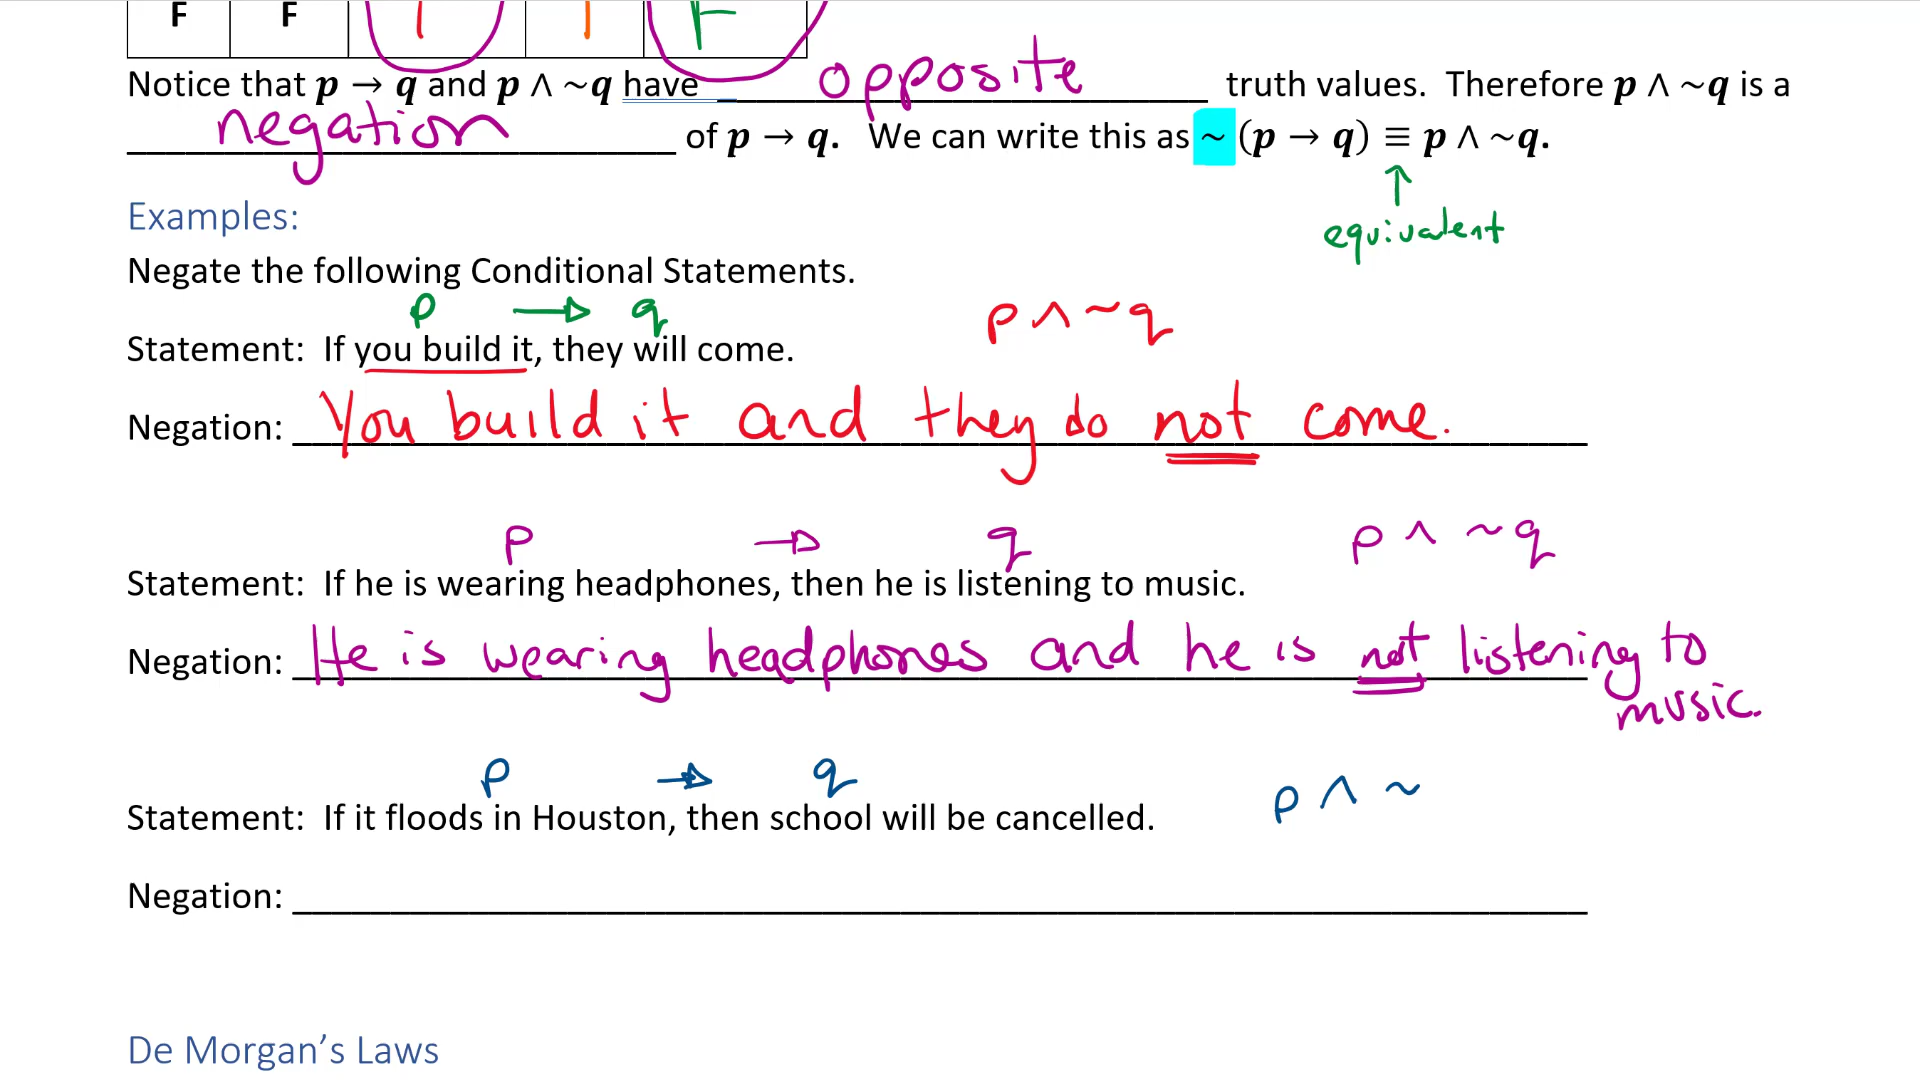 F F T T F
Notice that p → q and p ∧ ~q have opposite truth values. Therefore p ∧ ~q is a
negation of p → q. We can write this as ~(p → q) ≡ p ∧ ~q.
↑
Examples:
equivalent
Negate the following Conditional Statements.
p → q p ∧ ~q
Statement: If you build it, they will come.
Negation: You build it and they do not come.
p → q p ∧ ~q
Statement: If he is wearing headphones, then he is listening to music.
Negation: He is wearing headphones and he is not listening to
music.
p → q p ∧ ~
Statement: If it floods in Houston, then school will be cancelled.
Negation:
De Morgan’s Laws